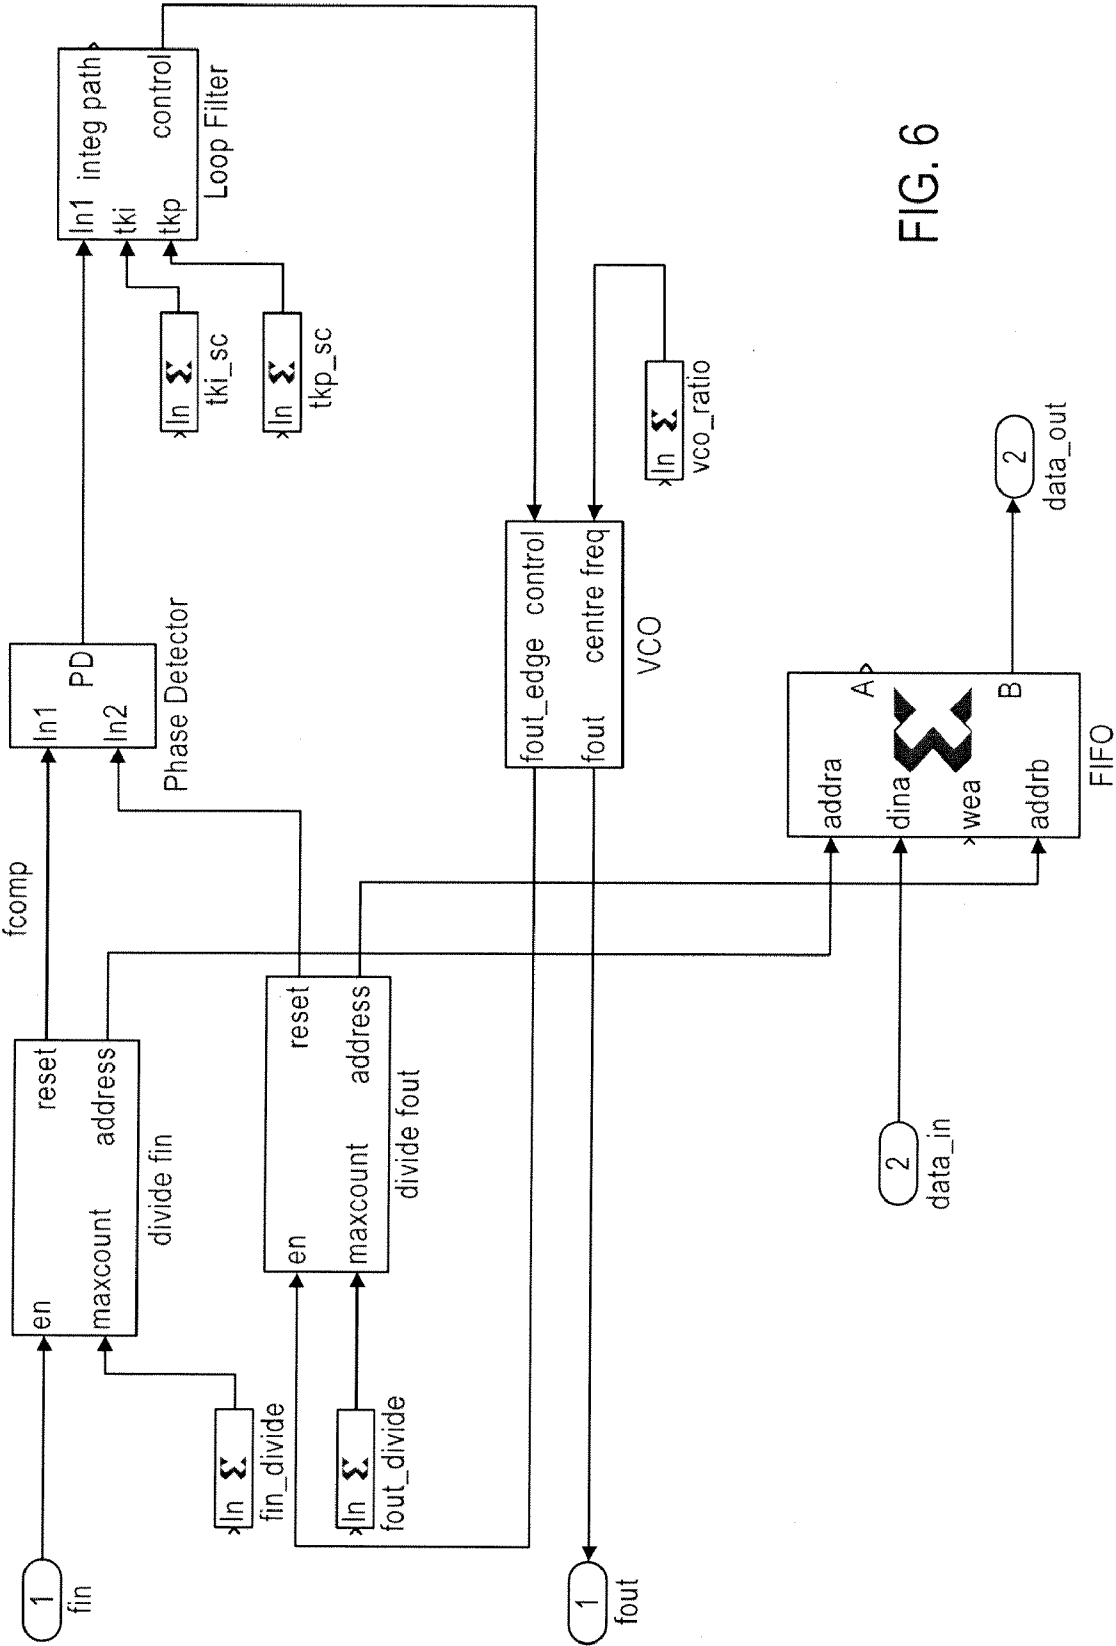 1
fin
en
reset
maxcount
address
divide fin
fcomp
In1
PD
In2
Phase Detector
In1
integ path
tki
tkp
control
Loop Filter
In
tki_sc
In
tkp_sc
In
fin_divide
In
fout_divide
en
reset
maxcount
address
divide fout
fout_edge
control
fout
centre freq
VCO
In
vco_ratio
1
fout
2
data_in
addra
A
dina
wea
B
addrb
FIFO
2
data_out
FIG. 6